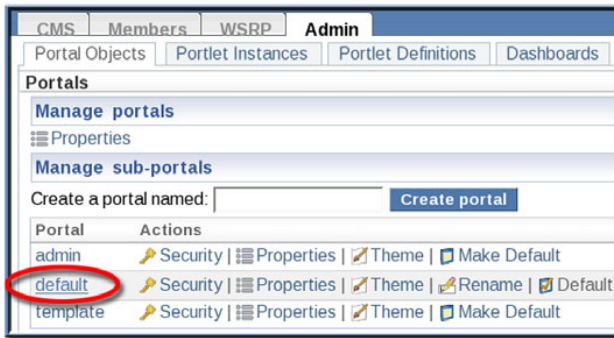 CMS Members WSRP Admin
Portal Objects Portlet Instances Portlet Definitions Dashboards
Portals
Manage portals
Properties
Manage sub-portals
Create a portal named: Create portal
Portal Actions
admin Security | Properties | Theme | Make Default
default Security | Properties | Theme | Rename | Default
template Security | Properties | Theme | Make Default